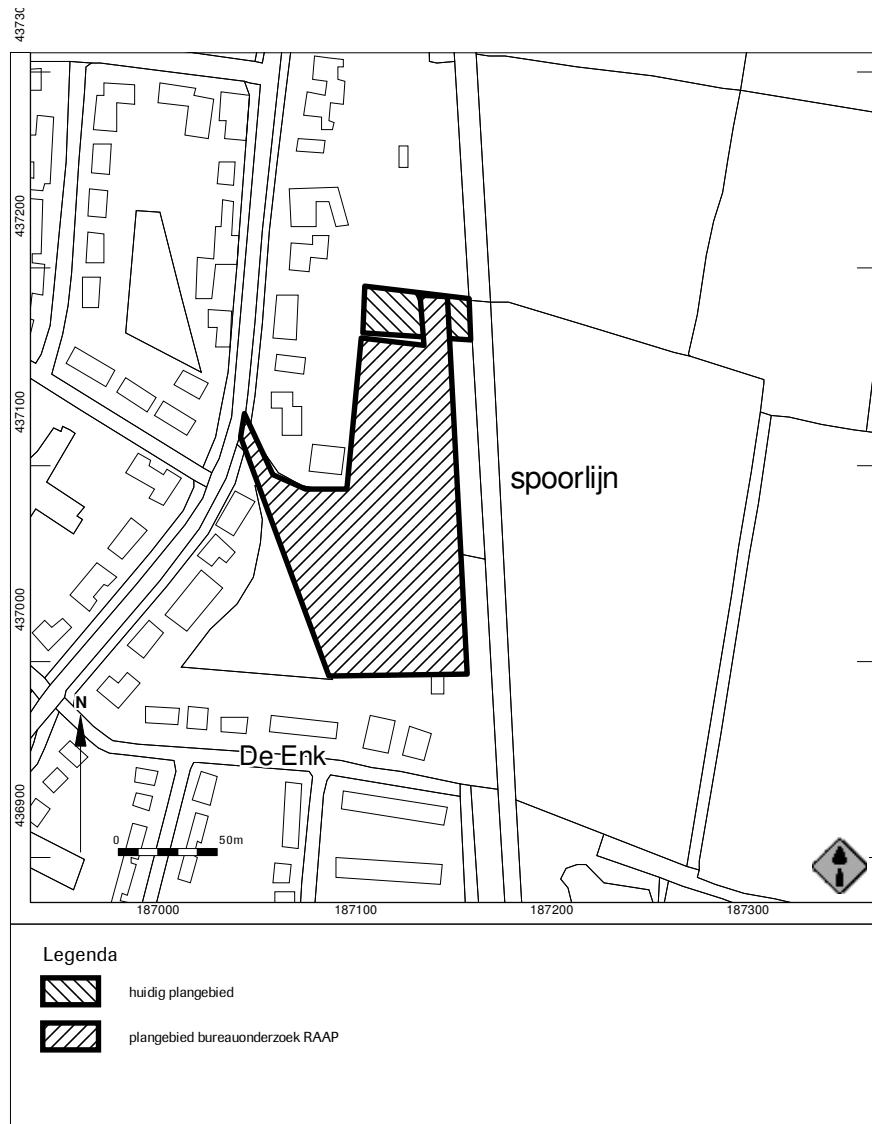 43730
437200
437100
spoorlijn
437000
N
De Enk
436900
0 50m
187000 187100 187200 187300
Legenda
huidig plangebied
plangebied bureauonderzoek RAAP